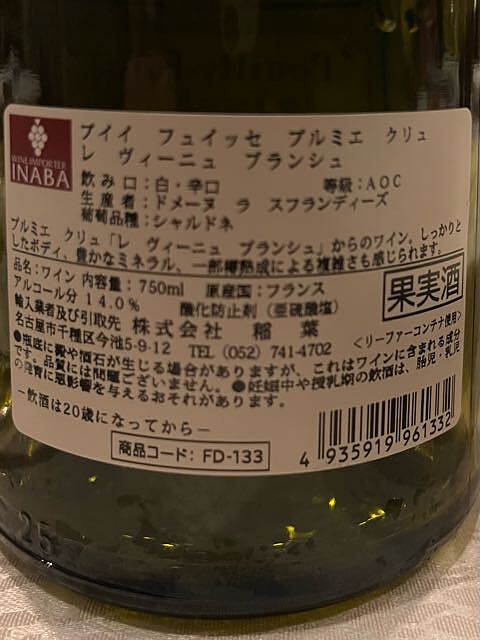 WINE IMPORTER
INABA
プイイ フュイッセ プルミエ クリュ
レ ヴィーニュ ブランシュ
飲み口：白・辛口 等級：AOC
生産者：ドメーヌ ラ スフランディーズ
葡萄品種：シャルドネ
プルミエ クリュ「レ ヴィーニュ ブランシュ」からのワイン。しっかりと
したボディ、豊かなミネラル、一部樽熟成による複雑さも感じられます。
品名：ワイン 内容量：750ml 原産国：フランス
アルコール分 14.0% 酸化防止剤（亜硫酸塩）
果実酒
輸入業者及び引取先 株式会社 稲葉
名古屋市千種区今池5-9-12 TEL(052)741-4702
＜リーファーコンテナ使用＞
●瓶底に澱や酒石が生じる場合がありますが、これはワインに含まれる成分
です。品質には問題ございません。●妊娠中や授乳期の飲酒は、胎児・乳児
の発育に悪影響を与えるおそれがあります。
―飲酒は20歳になってから―
商品コード：FD-133
4 935919 961332
25